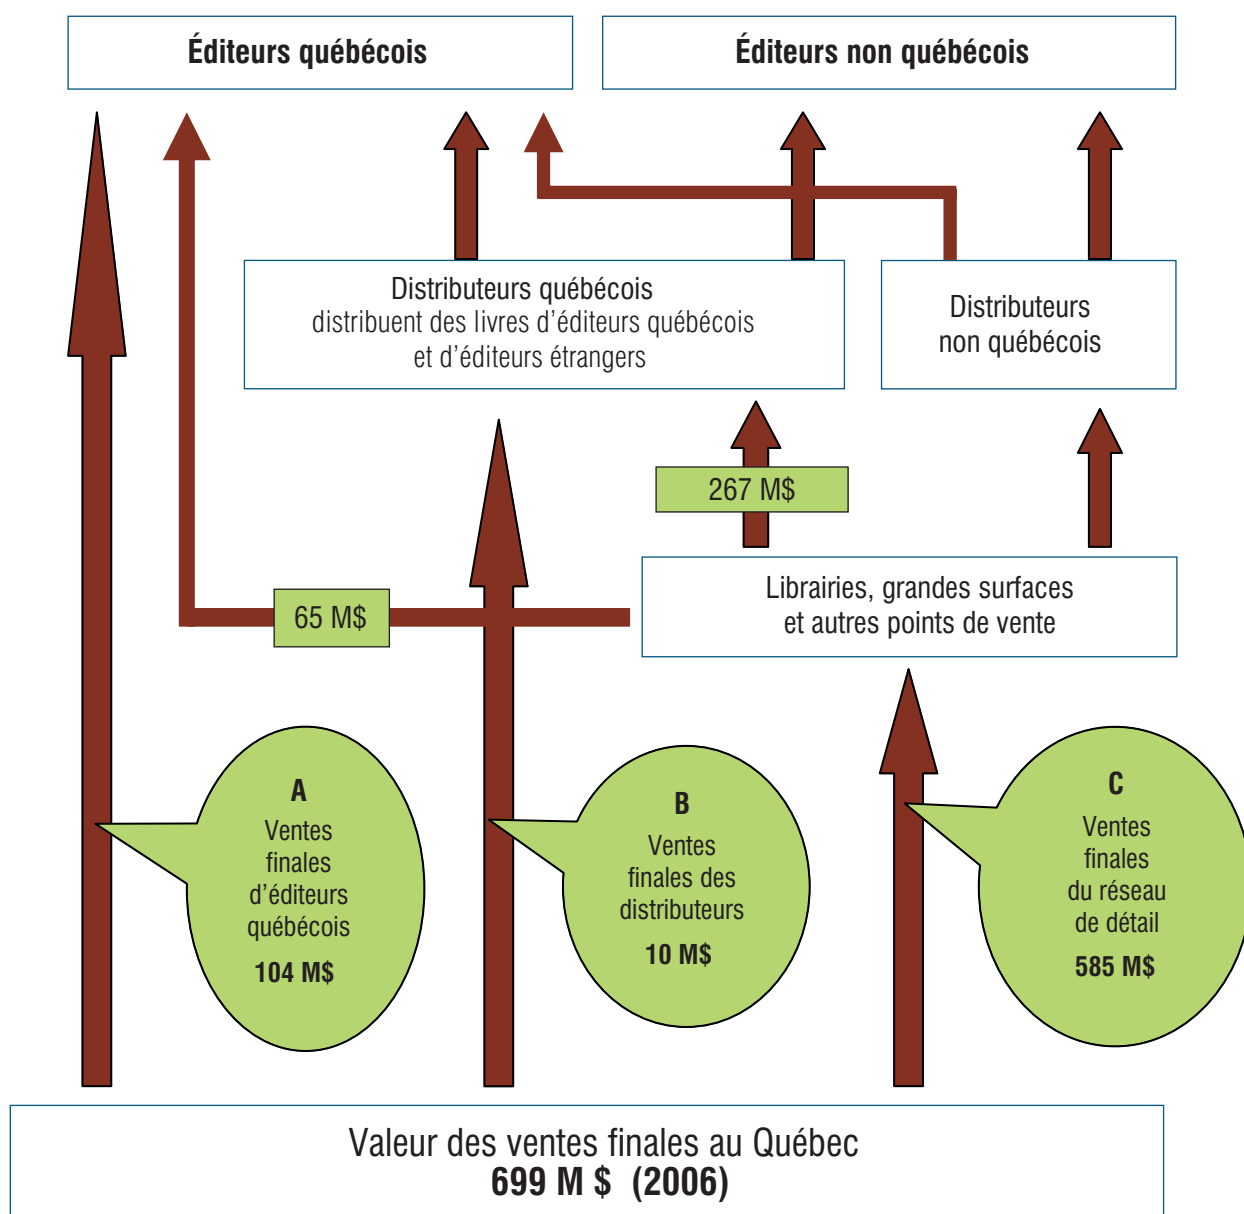 Éditeurs québécois
Éditeurs non québécois
Distributeurs québécois
distribuent des livres d’éditeurs québécois
et d’éditeurs étrangers
Distributeurs
non québécois
267 M$
Librairies, grandes surfaces
et autres points de vente
65 M$
A
Ventes
finales
d’éditeurs
québécois
104 M$
B
Ventes
finales des
distributeurs
10 M$
C
Ventes
finales
du réseau
de détail
585 M$
Valeur des ventes finales au Québec
699 M $ (2006)